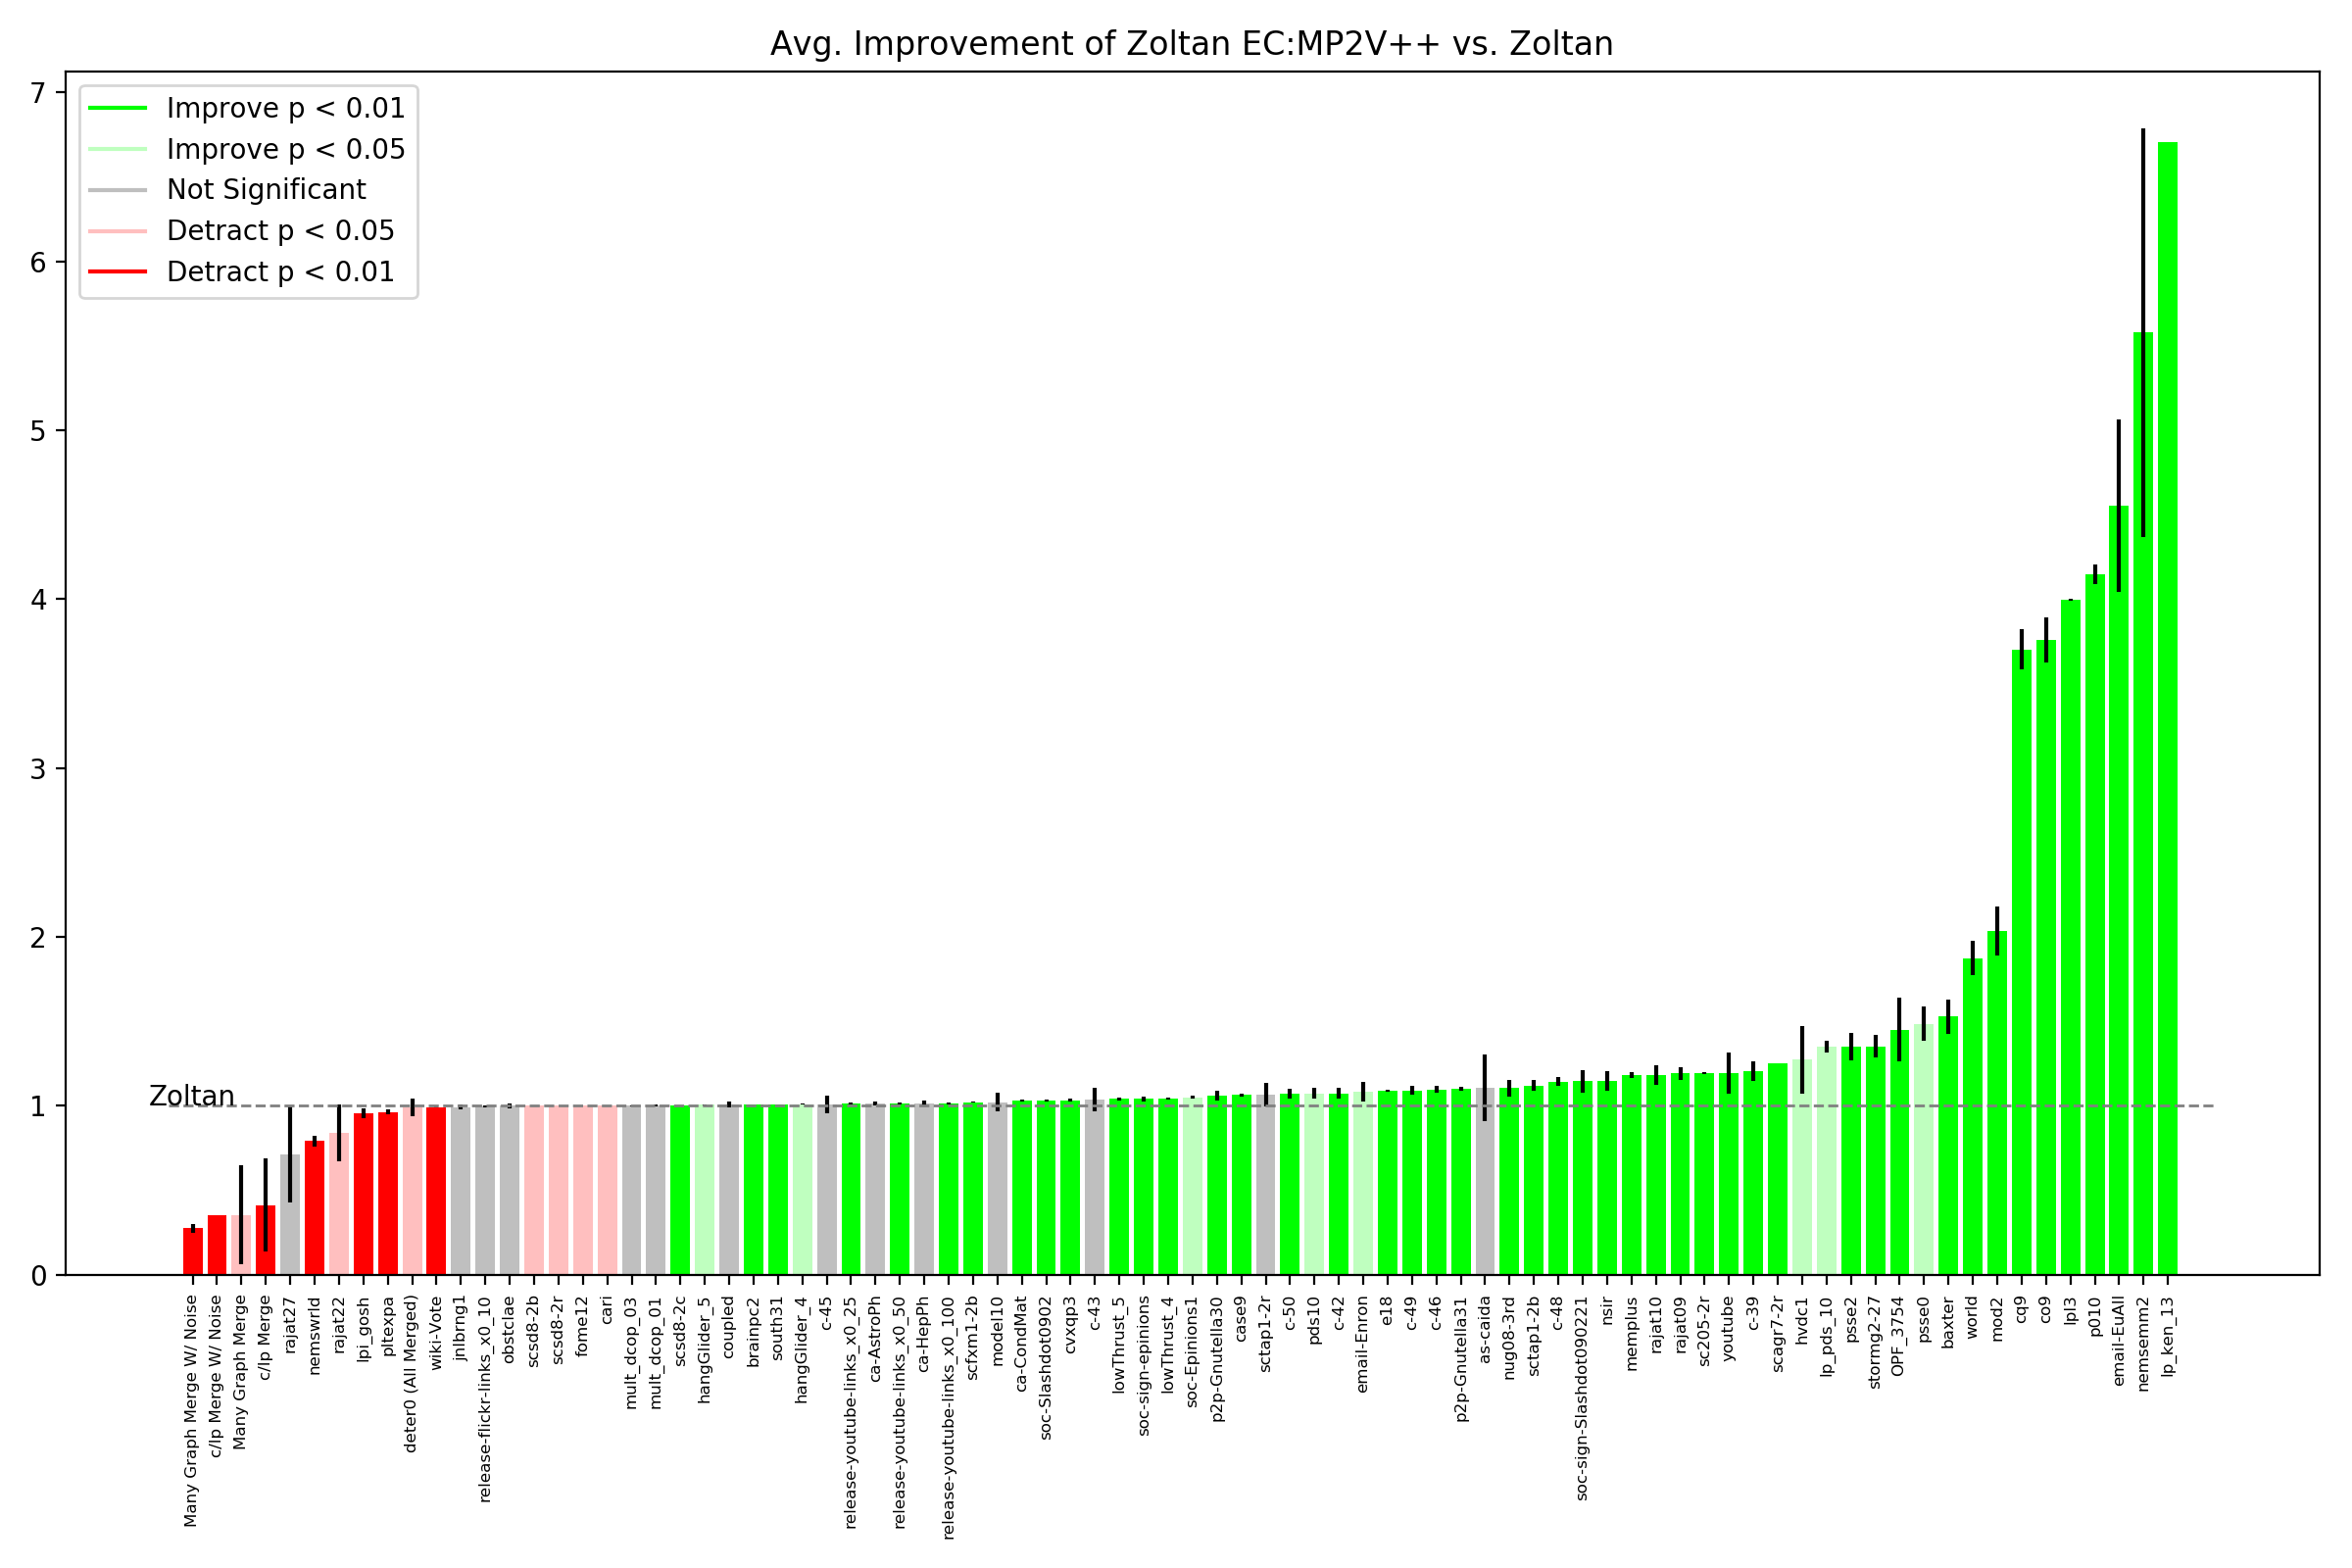 Avg. Improvement of Zoltan EC:MP2V++ vs. Zoltan
7
6
5
4
3
2
1
0
Improve p < 0.01
Improve p < 0.05
Not Significant
Detract p < 0.05
Detract p < 0.01
Zoltan
Many Graph Merge W/ Noise
c/lp Merge W/ Noise
Many Graph Merge
c/lp Merge
rajat27
nemswrld
rajat22
lpi_gosh
pltexpa
deter0 (All Merged)
wiki-Vote
jnlbrng1
release-flickr-links_x0_10
obstclae
scsd8-2b
scsd8-2r
fome12
cari
mult_dcop_03
mult_dcop_01
scsd8-2c
hangGlider_5
coupled
brainpc2
south31
hangGlider_4
c-45
release-youtube-links_x0_25
ca-AstroPh
release-youtube-links_x0_50
ca-HepPh
release-youtube-links_x0_100
scfxm1-2b
model10
ca-CondMat
soc-Slashdot0902
cvxqp3
c-43
lowThrust_5
soc-sign-epinions
lowThrust_4
soc-Epinions1
p2p-Gnutella30
case9
sctap1-2r
c-50
pds10
c-42
email-Enron
e18
c-49
c-46
p2p-Gnutella31
as-caida
nug08-3rd
sctap1-2b
c-48
soc-sign-Slashdot090221
nsir
memplus
rajat10
rajat09
sc205-2r
youtube
c-39
scagr7-2r
hvdc1
lp_pds_10
psse2
stormg2-27
OPF_3754
psse0
baxter
world
mod2
cq9
co9
lpl3
p010
email-EuAll
nemsemm2
lp_ken_13